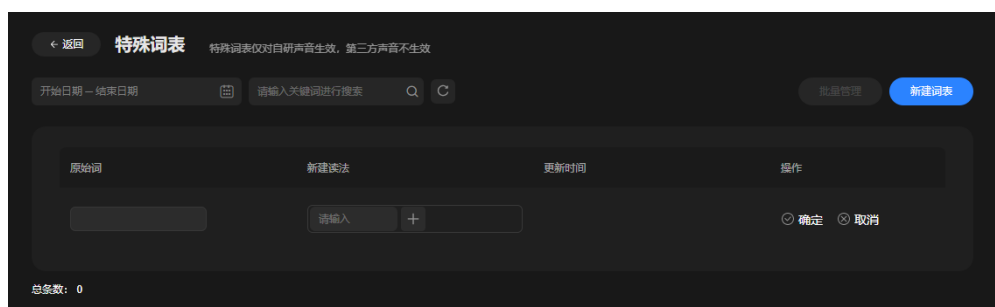 返回 特殊词表 特殊词表仅对自研声音生效，第三方声音不生效
开始日期 – 结束日期 请输入关键词进行搜索 批量管理 新建词表
原始词 新建读法 更新时间 操作
请输入 确定 取消
总条数： 0